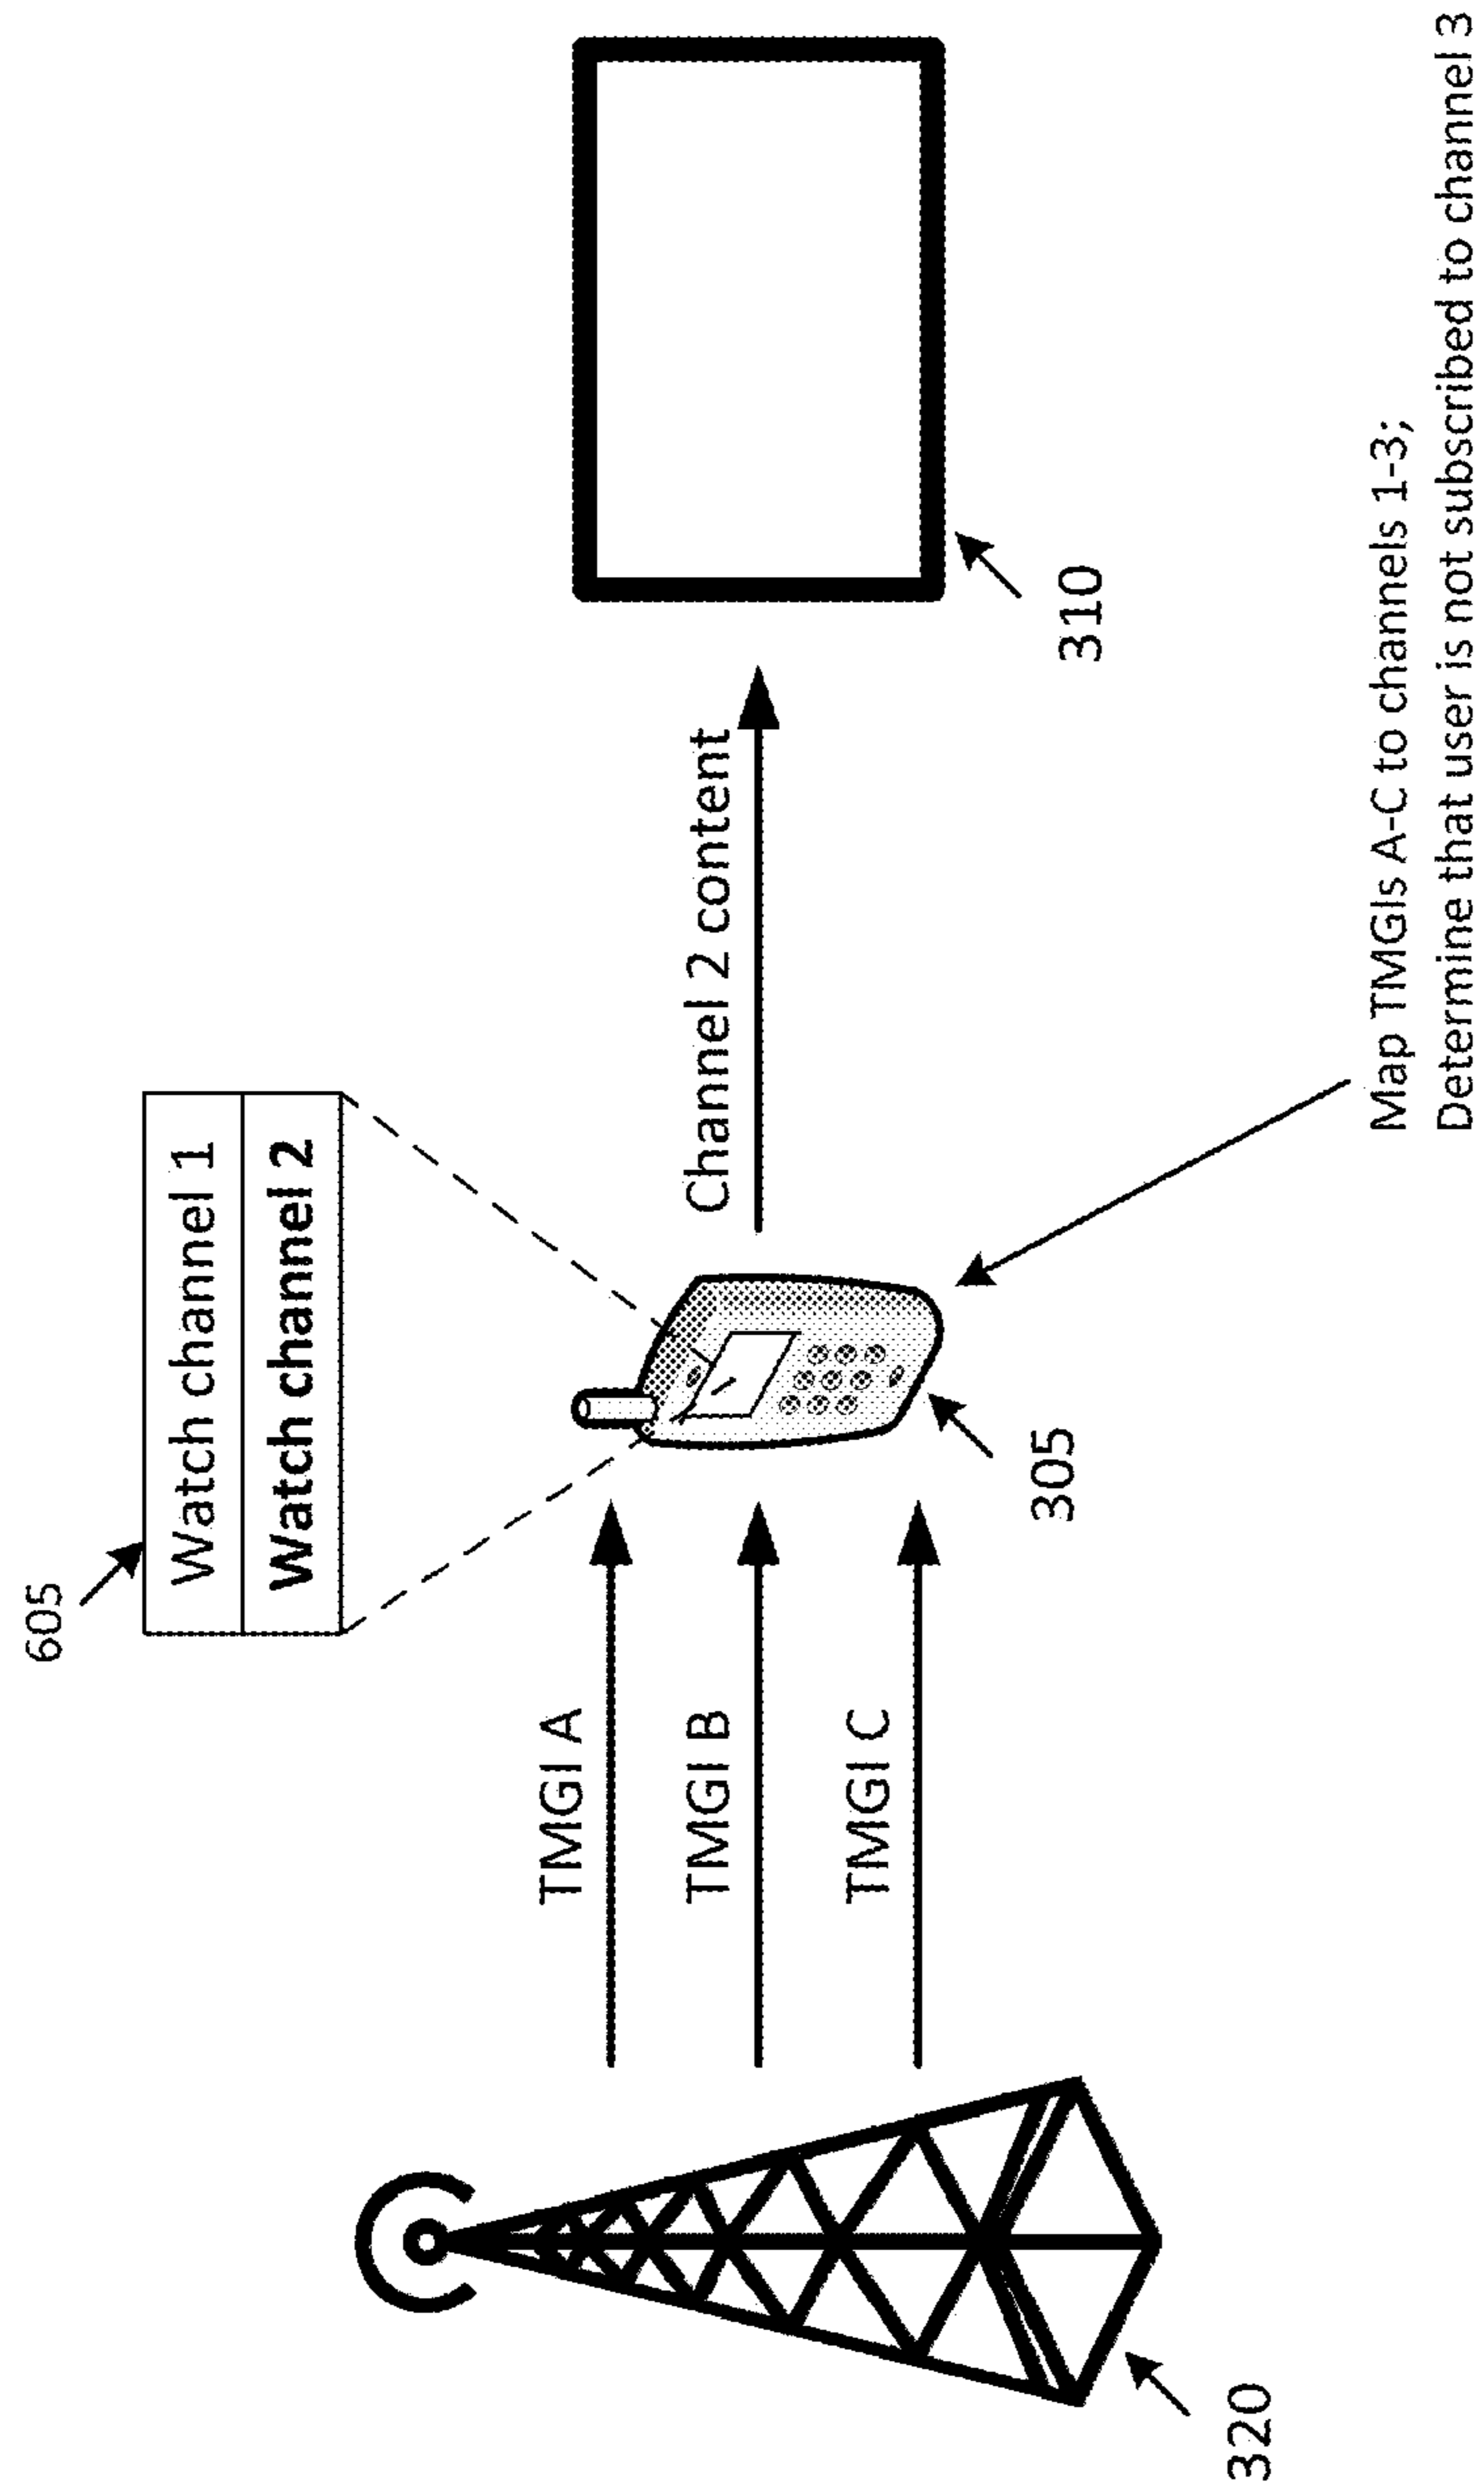 605
Watch channel 1
Watch channel 2
TMGI A
TMGI B
TMGI C
Channel 2 content
305
310
320
Map TMGIs A-C to channels 1-3;
Determine that user is not subscribed to channel 3